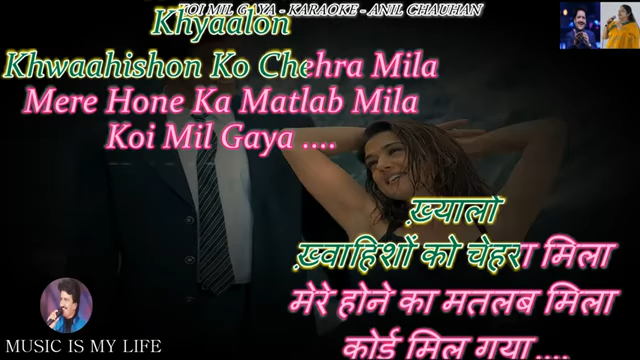 KOI MIL GAYA - KARAOKE - ANIL CHAUHAN
Khyaalon
Khwaahishon Ko Chehra Mila
Mere Hone Ka Matlab Mila
Koi Mil Gaya ....
ख़्यालों
ख़्वाहिशों को चेहरा मिला
मेरे होने का मतलब मिला
कोई मिल गया ....
MUSIC IS MY LIFE